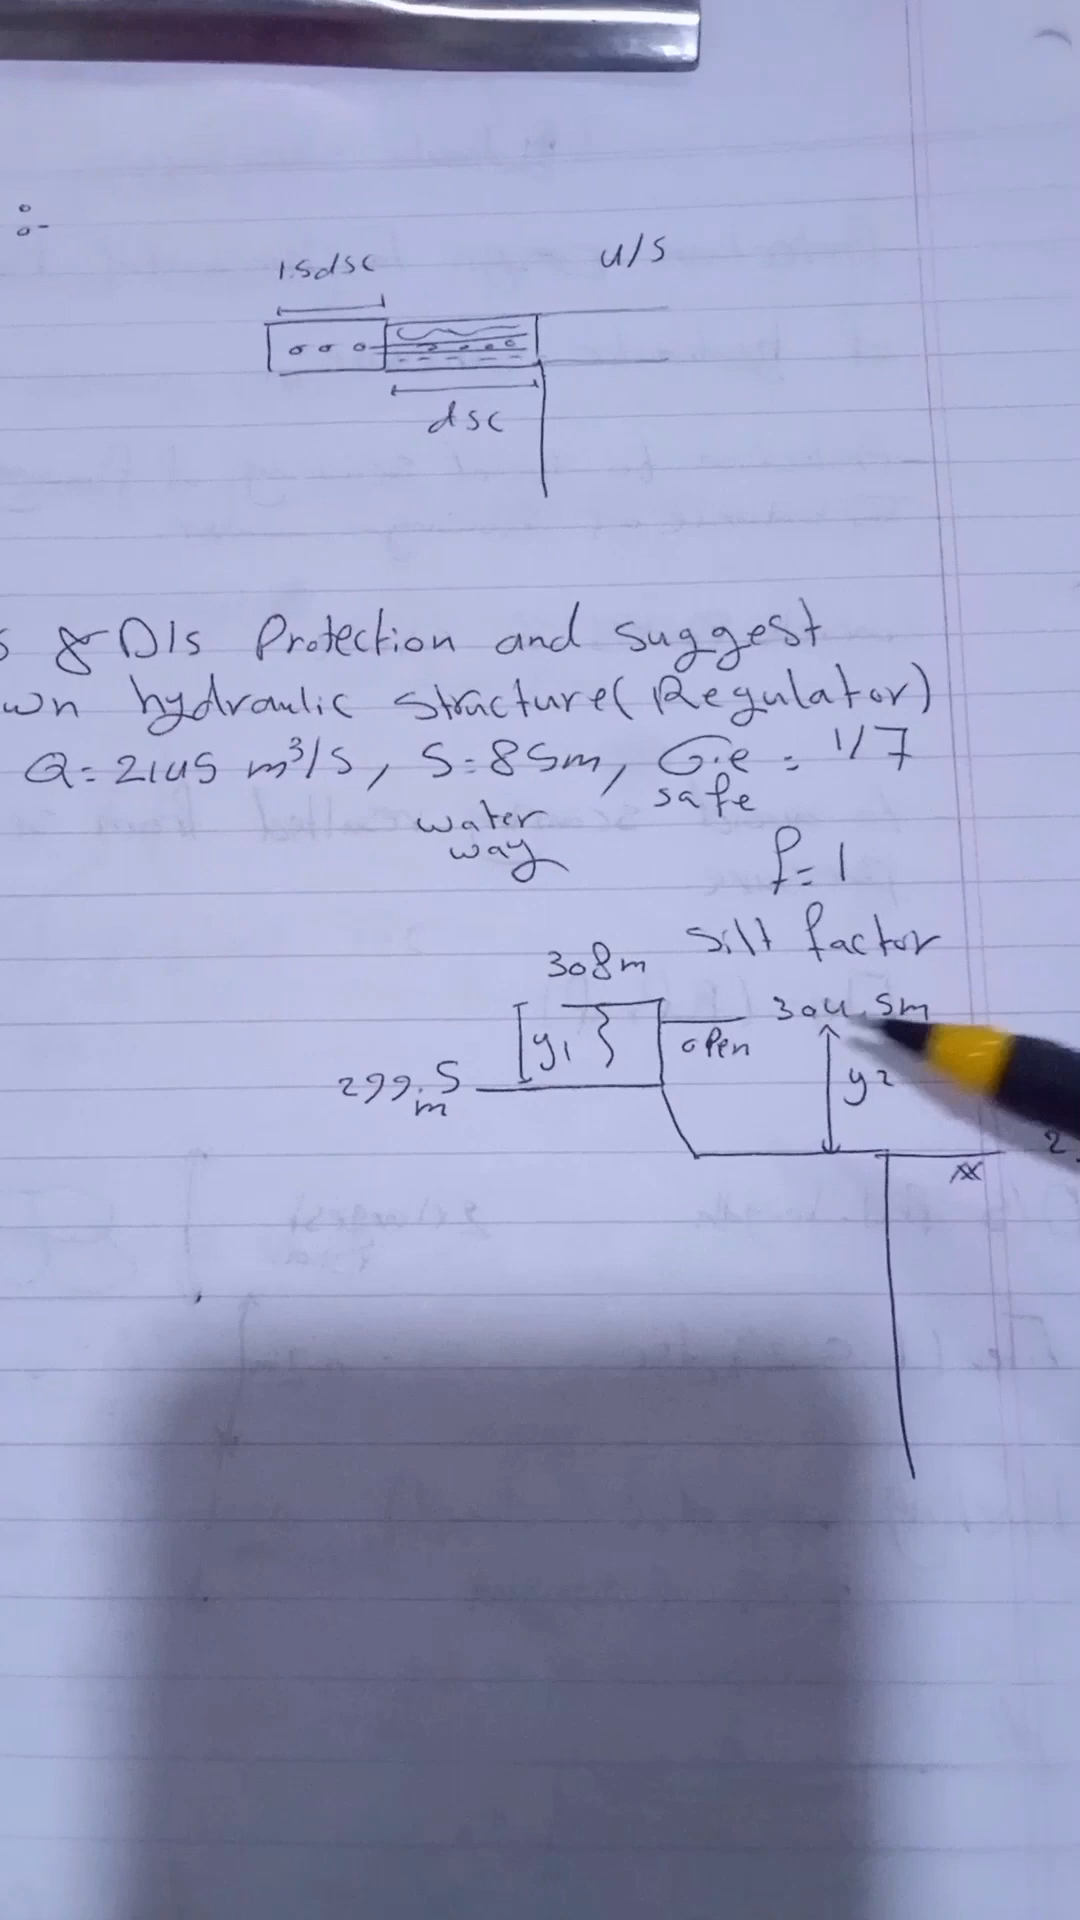 1.5dsc
u/s
dsc
& D/s Protection and suggest
hydraulic structure (Regulator)
Q = 2145 m³/s, S = 85m, G.e = 1/7
safe
water
way
f = 1
silt factor
308m
304.5m
y1
open
299.5
m
y2